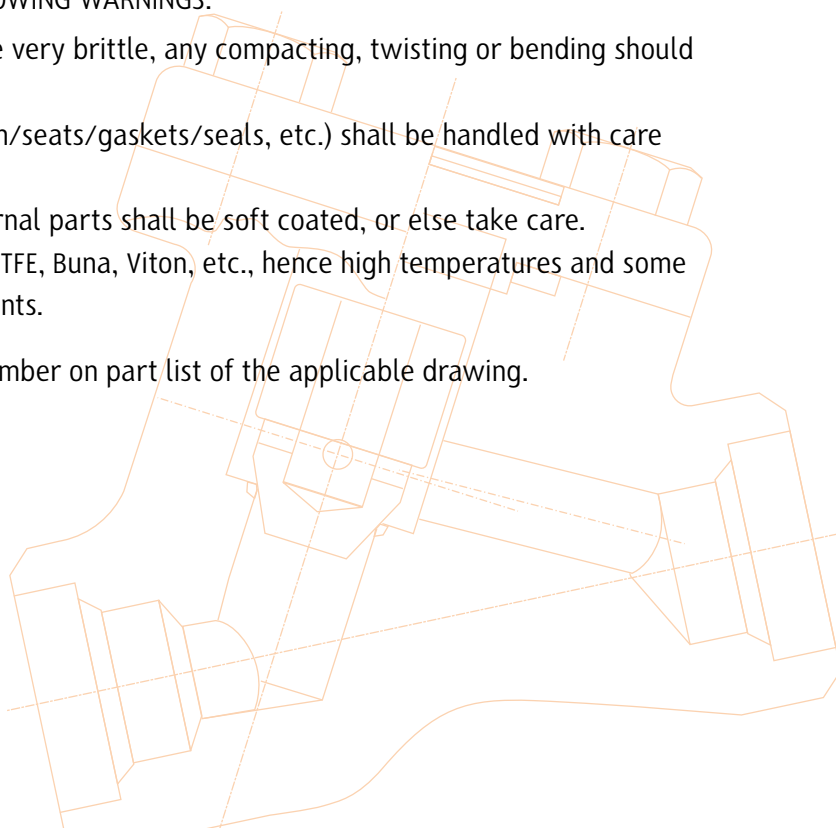 OWING WARNINGS.
very brittle, any compacting, twisting or bending should
/seats/gaskets/seals, etc.) shall be handled with care
rnal parts shall be soft coated, or else take care.
TFE, Buna, Viton, etc., hence high temperatures and some
nts.
mber on part list of the applicable drawing.